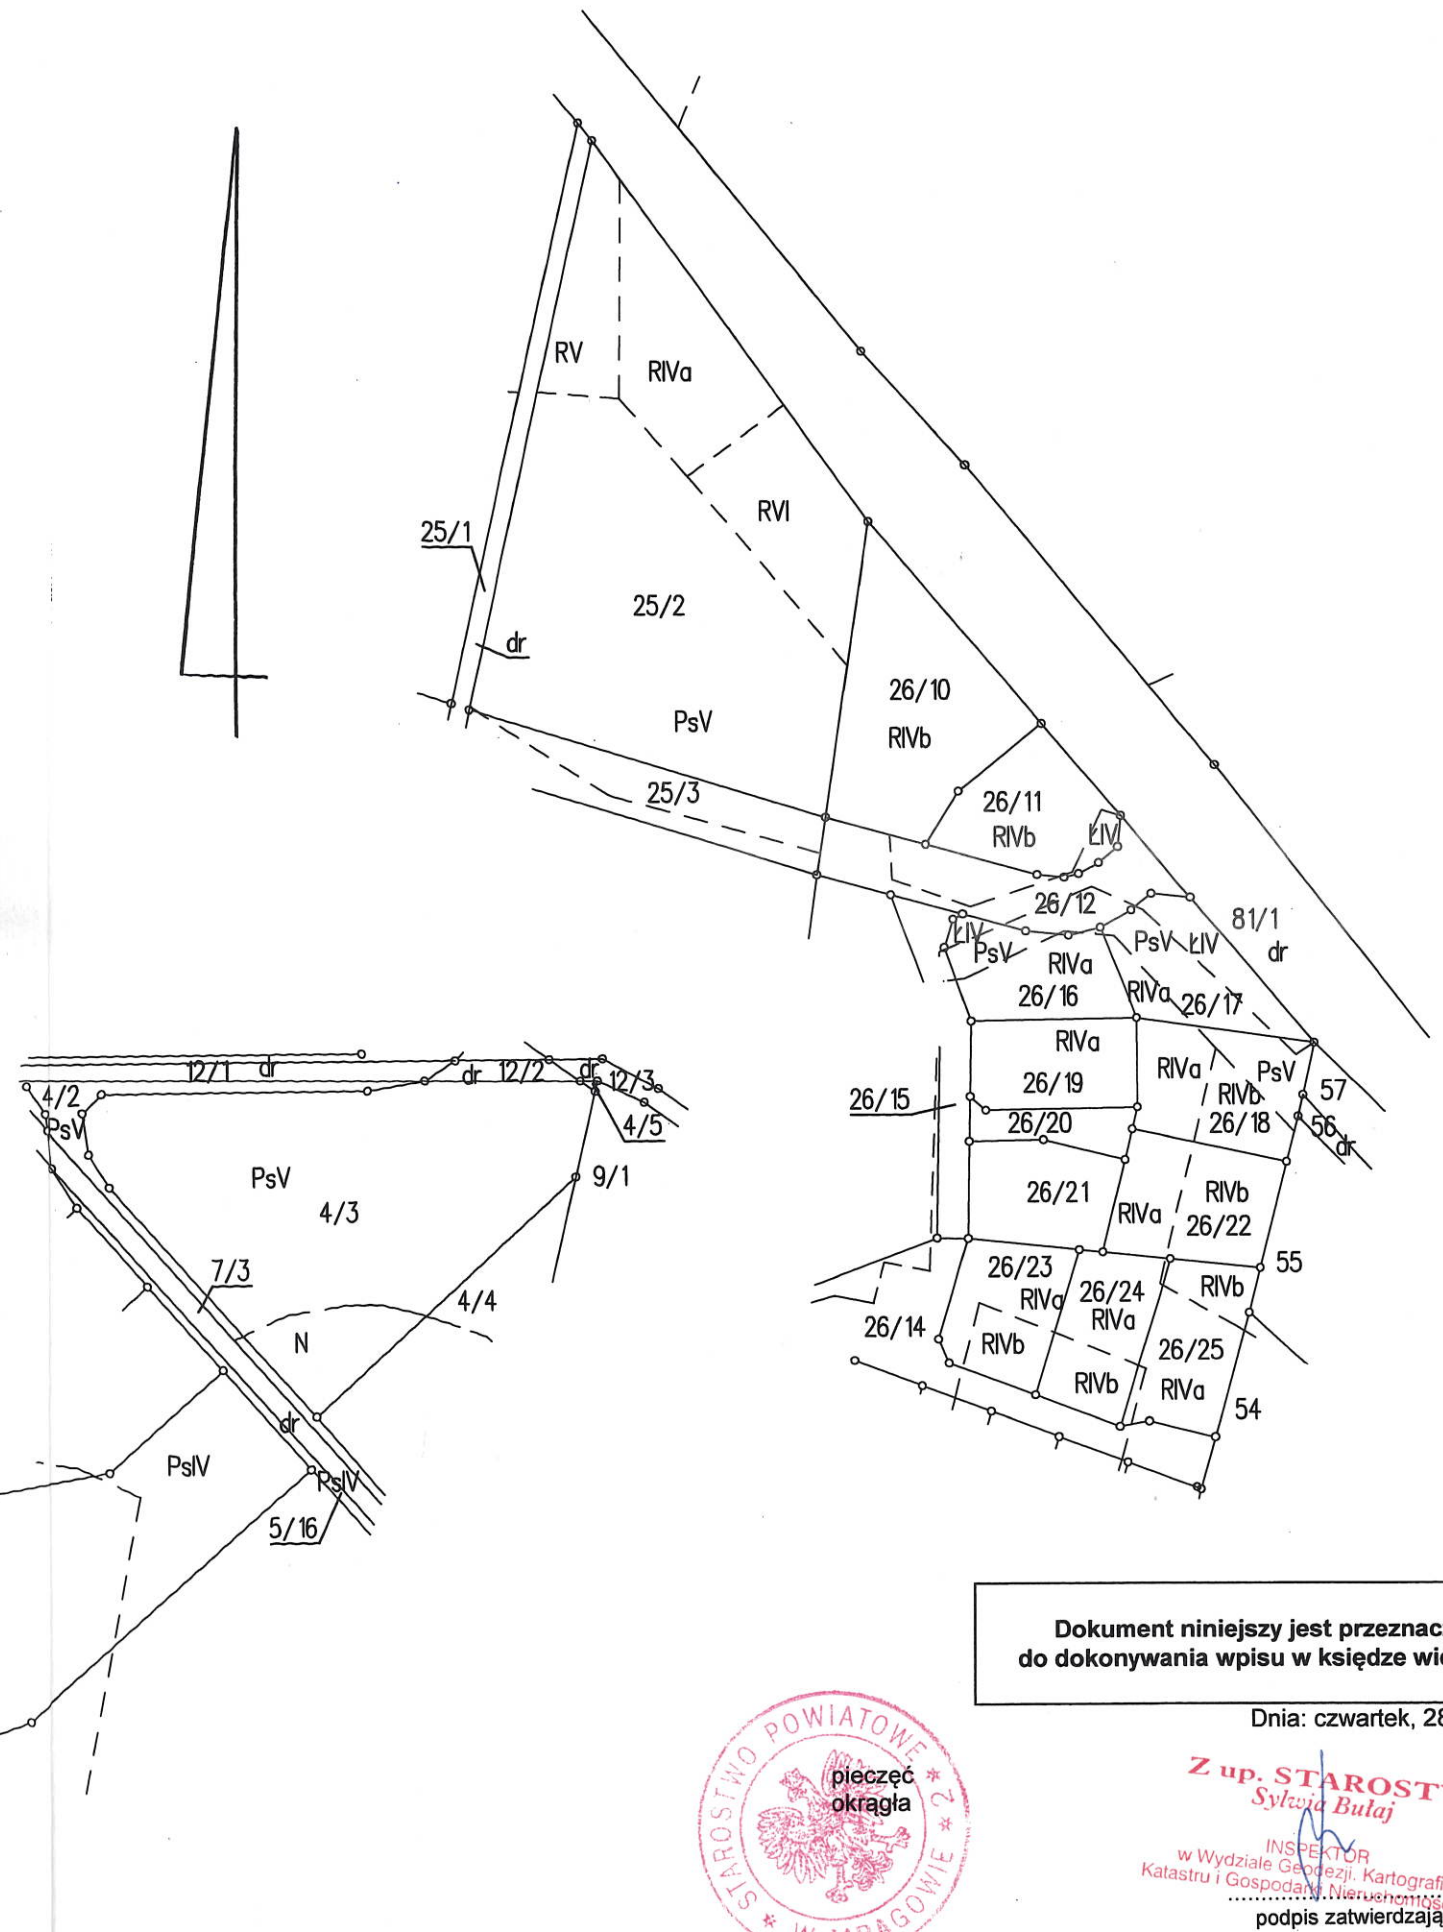 RV
RIVa
RVI
25/1
25/2
dr
26/10
PsV
RIVb
25/3
26/11
RIVb
ŁIV
26/12
81/1
ŁIV
PsV
PsV
ŁIV
dr
RIVa
RIVa
26/16
26/17
RIVa
RIVa
PsV
12/1
dr
dr
12/2
dr
12/3
26/19
RIVb
57
4/2
26/15
26/20
26/18
56
PsV
4/5
dr
PsV
9/1
26/21
RIVb
4/3
RIVa
26/22
7/3
26/23
55
4/4
RIVa
26/24
RIVb
N
26/14
RIVa
RIVb
26/25
RIVb
RIVa
54
dr
PsIV
PsIV
5/16
Dokument niniejszy jest przeznac
do dokonywania wpisu w księdze wie
Dnia: czwartek, 28
STAROSTWO POWIATOWE * 2 * W MRĄGOWIE *
pieczęć
okrągła
Z up. STAROST
Sylwia Bułaj
INSPEKTOR
w Wydziale Geodezji, Kartografi
Katastru i Gospodarki Nieruchomoś
podpis zatwierdzają